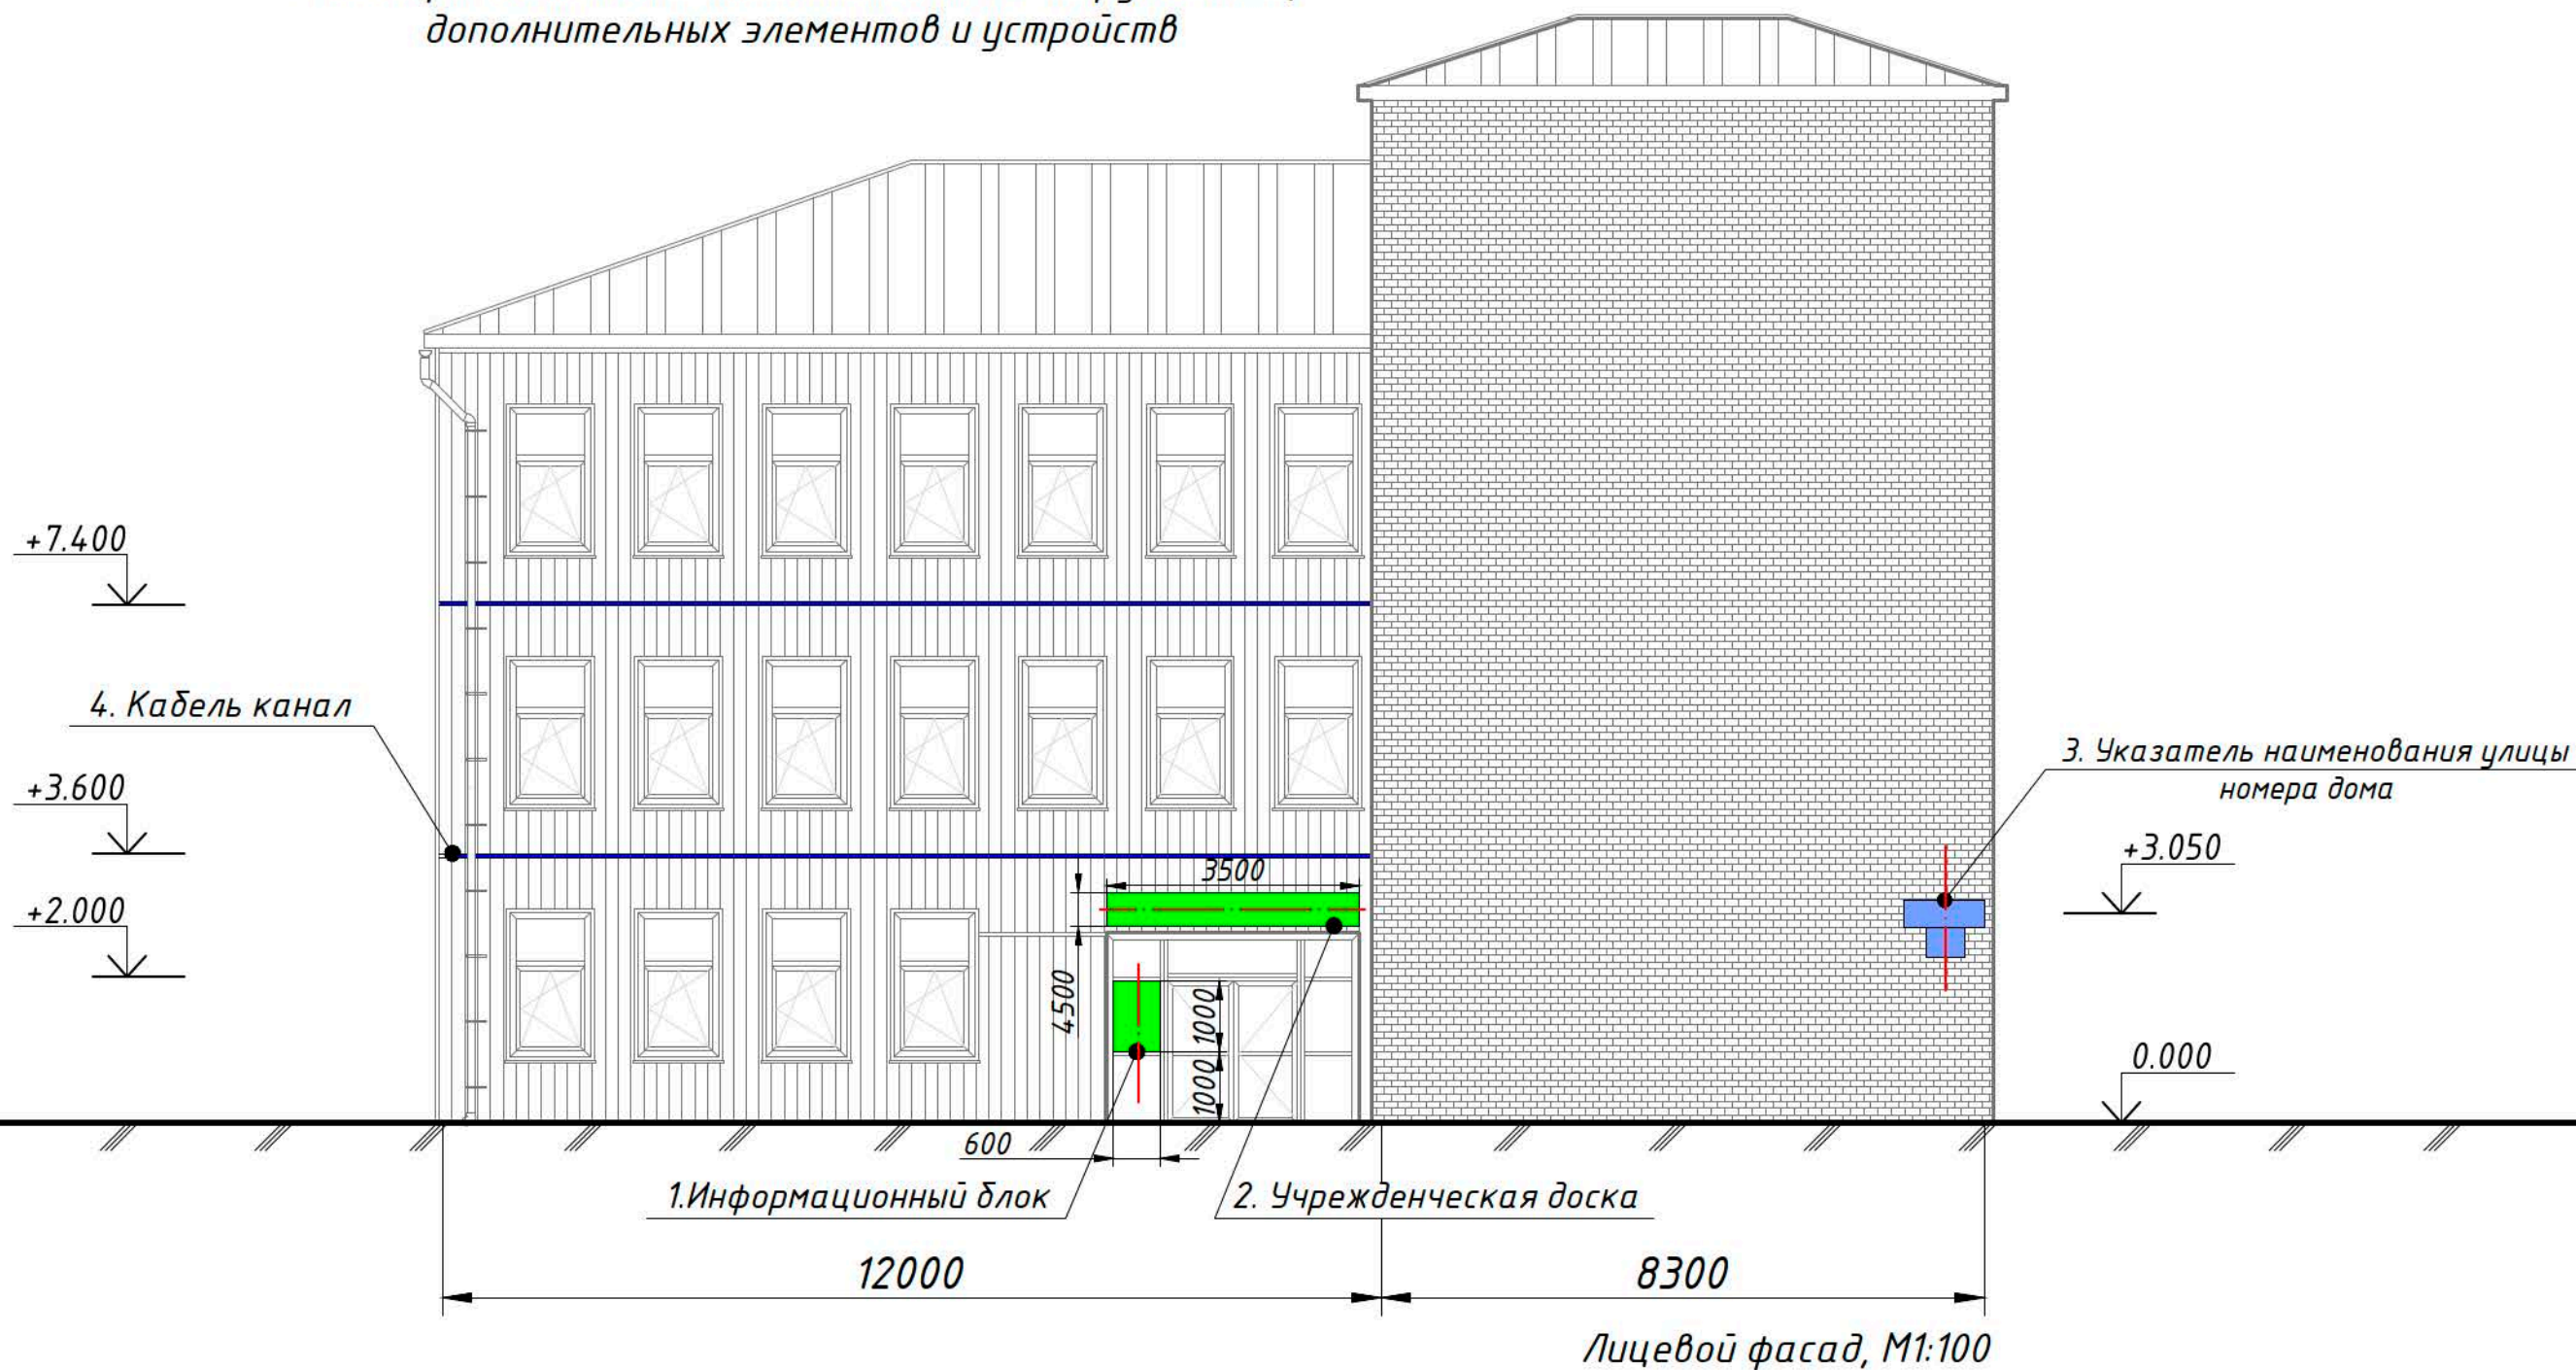 дополнительных элементов и устройств
+7.400
4. Кабель канал
3. Указатель наименования улицы
номера дома
+3.600
+3.050
3500
+2.000
4500
1000
1000
0.000
600
1.Информационный блок
2. Учрежденческая доска
12000
8300
Лицевой фасад, М1:100